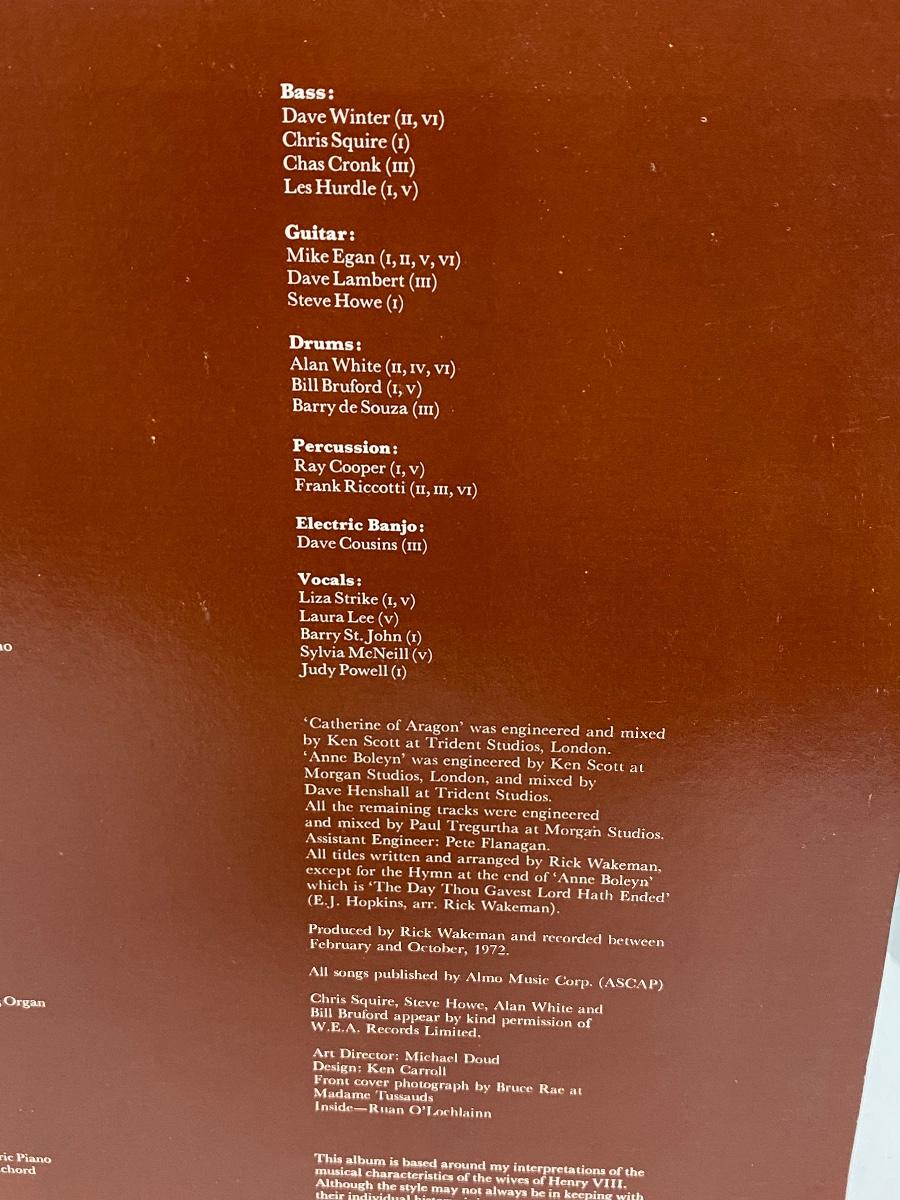 Bass:
Dave Winter (II, VI)
Chris Squire (I)
Chas Cronk (III)
Les Hurdle (I, V)
Guitar:
Mike Egan (I, II, V, VI)
Dave Lambert (III)
Steve Howe (I)
Drums:
Alan White (II, IV, VI)
Bill Bruford (I, V)
Barry de Souza (III)
Percussion:
Ray Cooper (I, V)
Frank Riccotti (II, III, VI)
Electric Banjo:
Dave Cousins (III)
Vocals:
Liza Strike (I, V)
Laura Lee (V)
Barry St. John (I)
Sylvia McNeill (V)
Judy Powell (I)
'Catherine of Aragon' was engineered and mixed
by Ken Scott at Trident Studios, London.
'Anne Boleyn' was engineered by Ken Scott at
Morgan Studios, London, and mixed by
Dave Henshall at Trident Studios.
All the remaining tracks were engineered
and mixed by Paul Tregurtha at Morgan Studios.
Assistant Engineer: Pete Flanagan.
All titles written and arranged by Rick Wakeman,
except for the Hymn at the end of 'Anne Boleyn'
which is 'The Day Thou Gavest Lord Hath Ended'
(E.J. Hopkins, arr. Rick Wakeman).
Produced by Rick Wakeman and recorded between
February and October, 1972.
All songs published by Almo Music Corp. (ASCAP)
Chris Squire, Steve Howe, Alan White and
Bill Bruford appear by kind permission of
W.E.A. Records Limited.
Art Director: Michael Doud
Design: Ken Carroll
Front cover photograph by Bruce Rae at
Madame Tussauds
Inside—Ruan O'Lochlainn
This album is based around my interpretations of the
musical characteristics of the wives of Henry VIII.
Although the style may not always be in keeping with
their individual
no
, Organ
ric Piano
chord